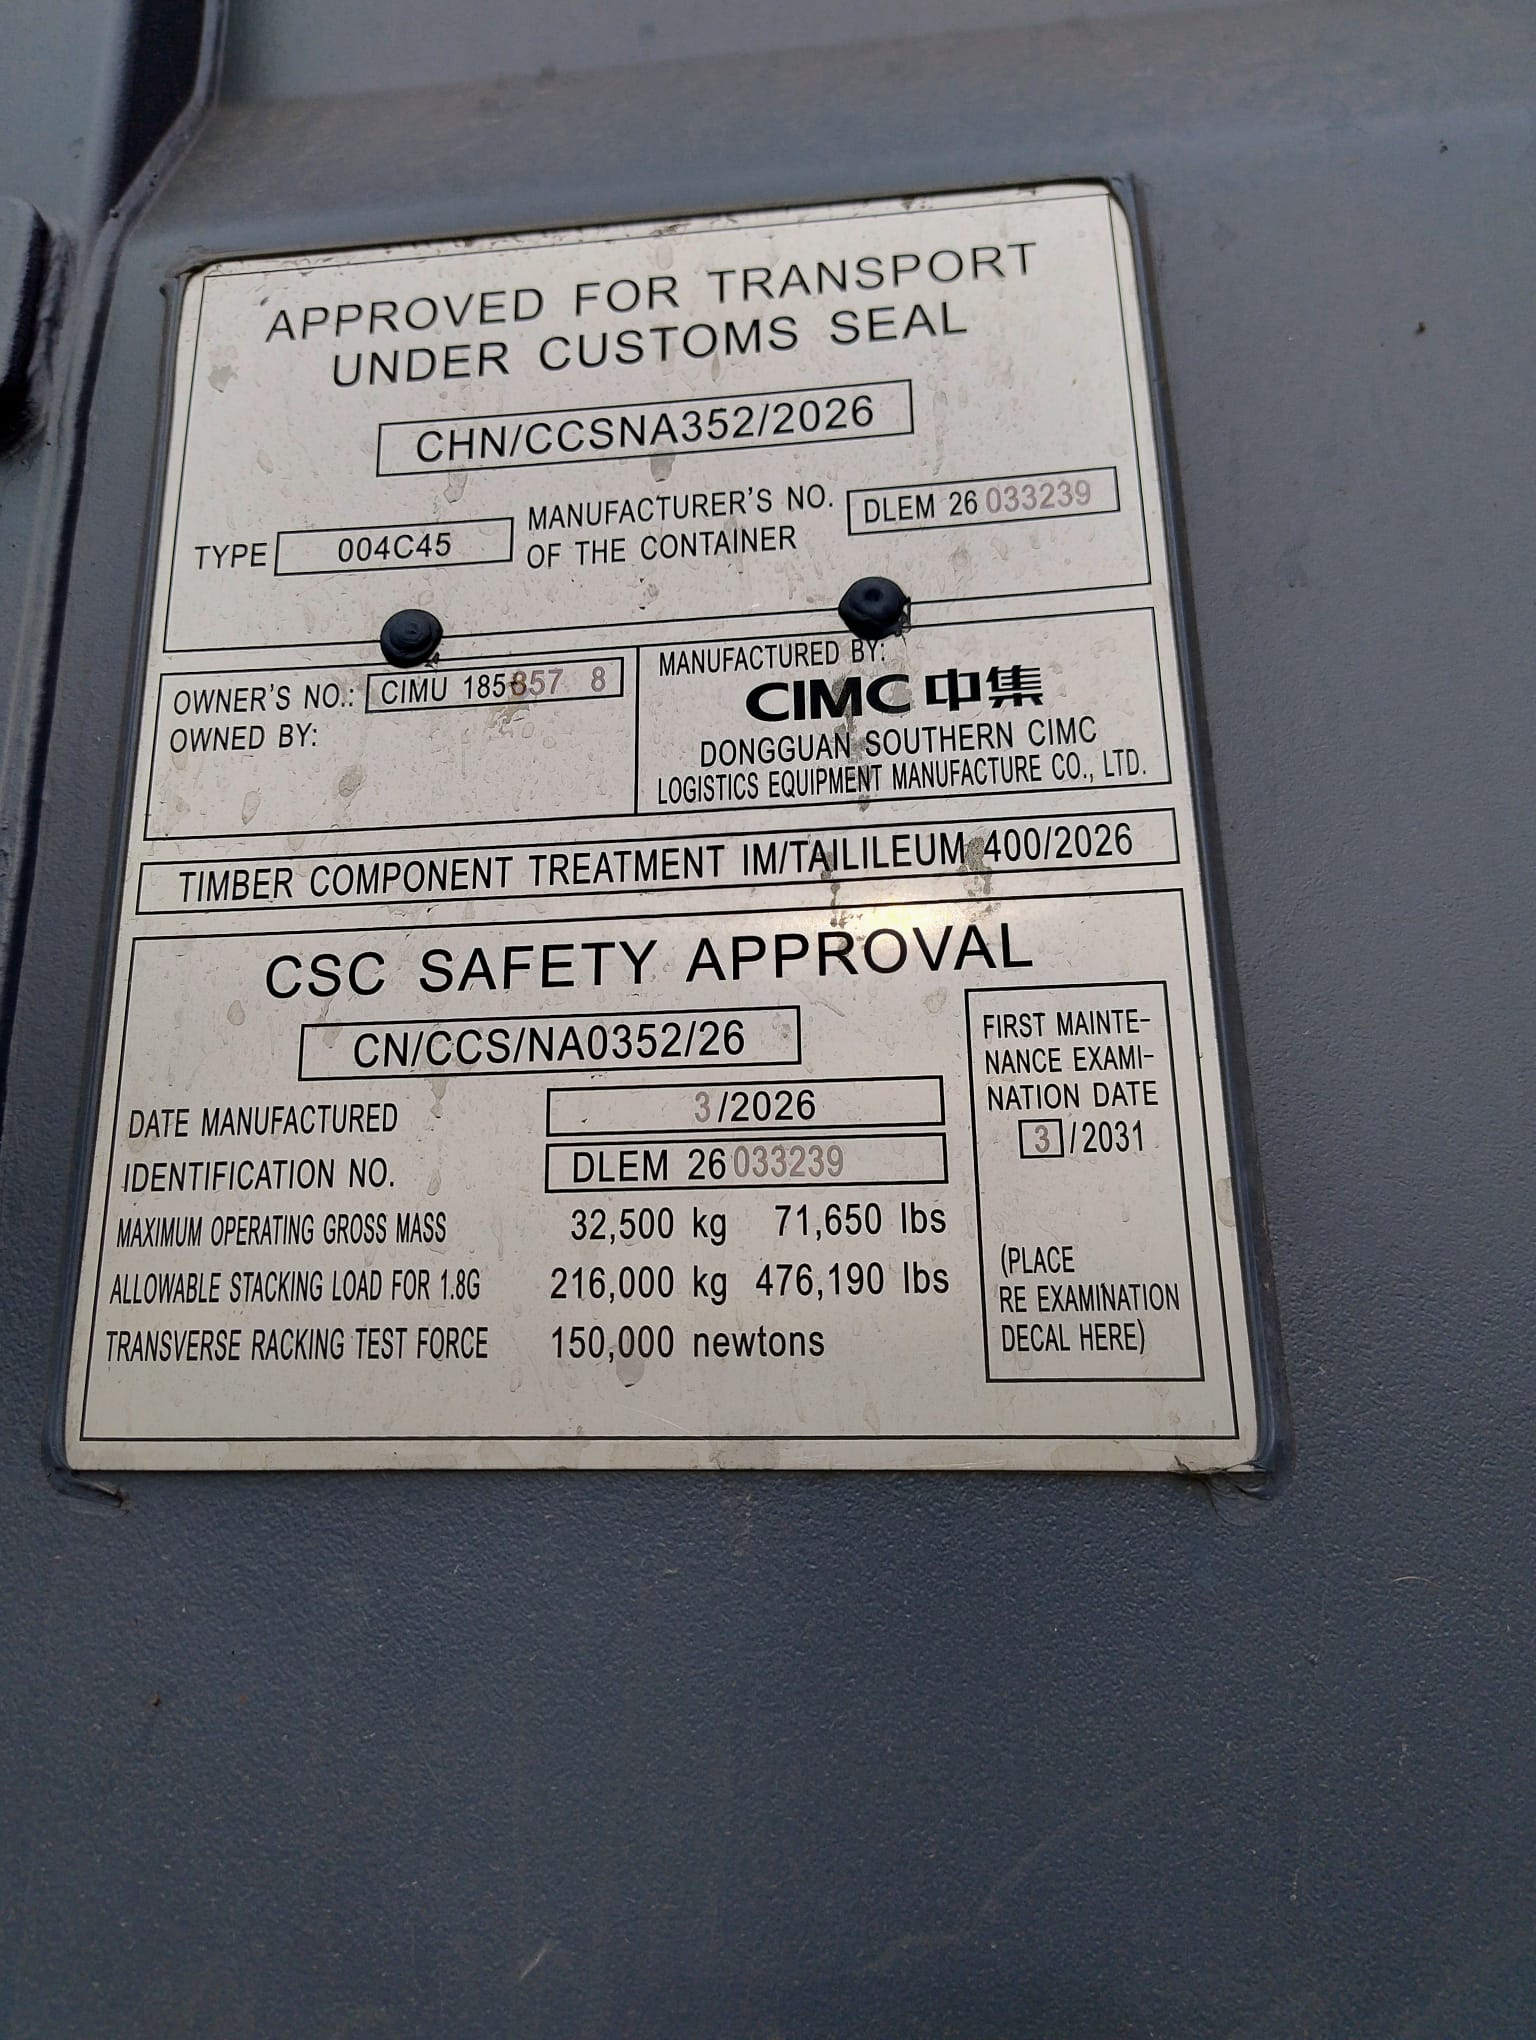 APPROVED FOR TRANSPORT
UNDER CUSTOMS SEAL
CHN/CCSNA352/2026
TYPE 004C45
MANUFACTURER'S NO.
OF THE CONTAINER
DLEM 26 033239
OWNER'S NO.: CIMU 185857 8
OWNED BY:
MANUFACTURED BY:
CIMC 中集
DONGGUAN SOUTHERN CIMC
LOGISTICS EQUIPMENT MANUFACTURE CO., LTD.
TIMBER COMPONENT TREATMENT IM/TAILILEUM 400/2026
CSC SAFETY APPROVAL
CN/CCS/NA0352/26
DATE MANUFACTURED 3/2026
IDENTIFICATION NO. DLEM 26 033239
MAXIMUM OPERATING GROSS MASS 32,500 kg 71,650 lbs
ALLOWABLE STACKING LOAD FOR 1.8G 216,000 kg 476,190 lbs
TRANSVERSE RACKING TEST FORCE 150,000 newtons
FIRST MAINTE-
NANCE EXAMI-
NATION DATE
3/2031
(PLACE
RE EXAMINATION
DECAL HERE)